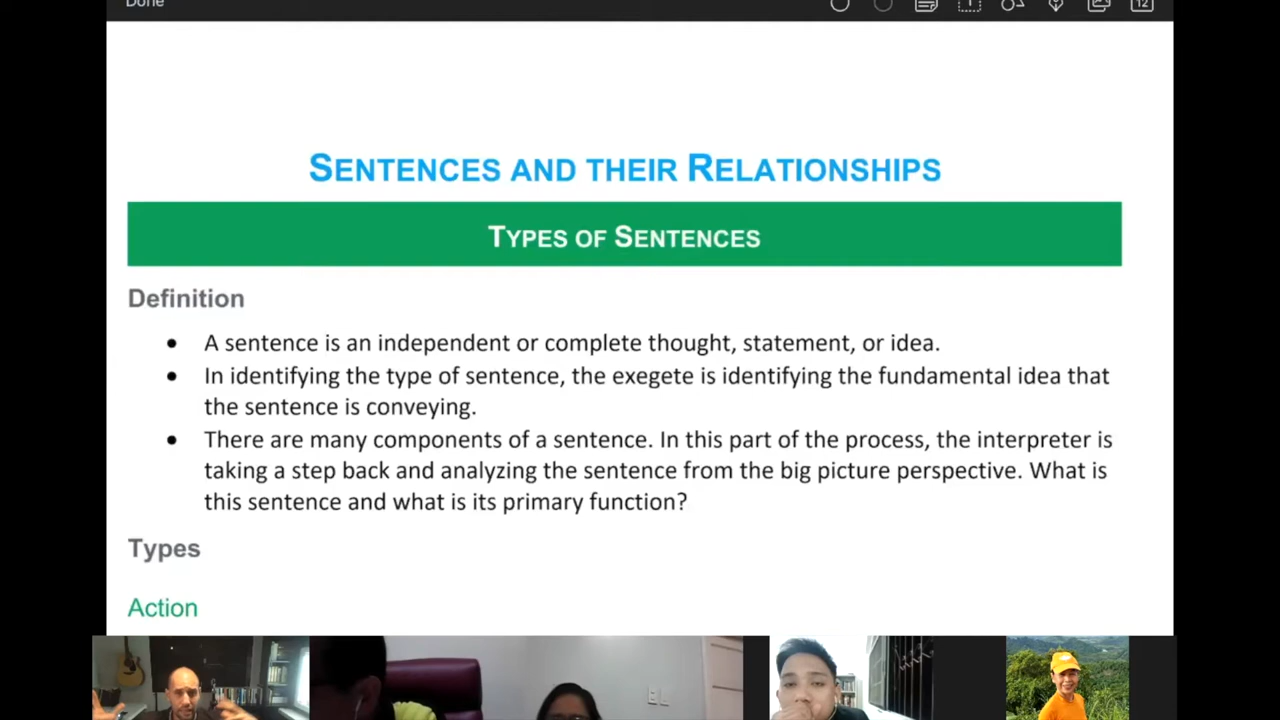 Done
12
SENTENCES AND THEIR RELATIONSHIPS
TYPES OF SENTENCES
Definition
• A sentence is an independent or complete thought, statement, or idea.
• In identifying the type of sentence, the exegete is identifying the fundamental idea that
the sentence is conveying.
• There are many components of a sentence. In this part of the process, the interpreter is
taking a step back and analyzing the sentence from the big picture perspective. What is
this sentence and what is its primary function?
Types
Action